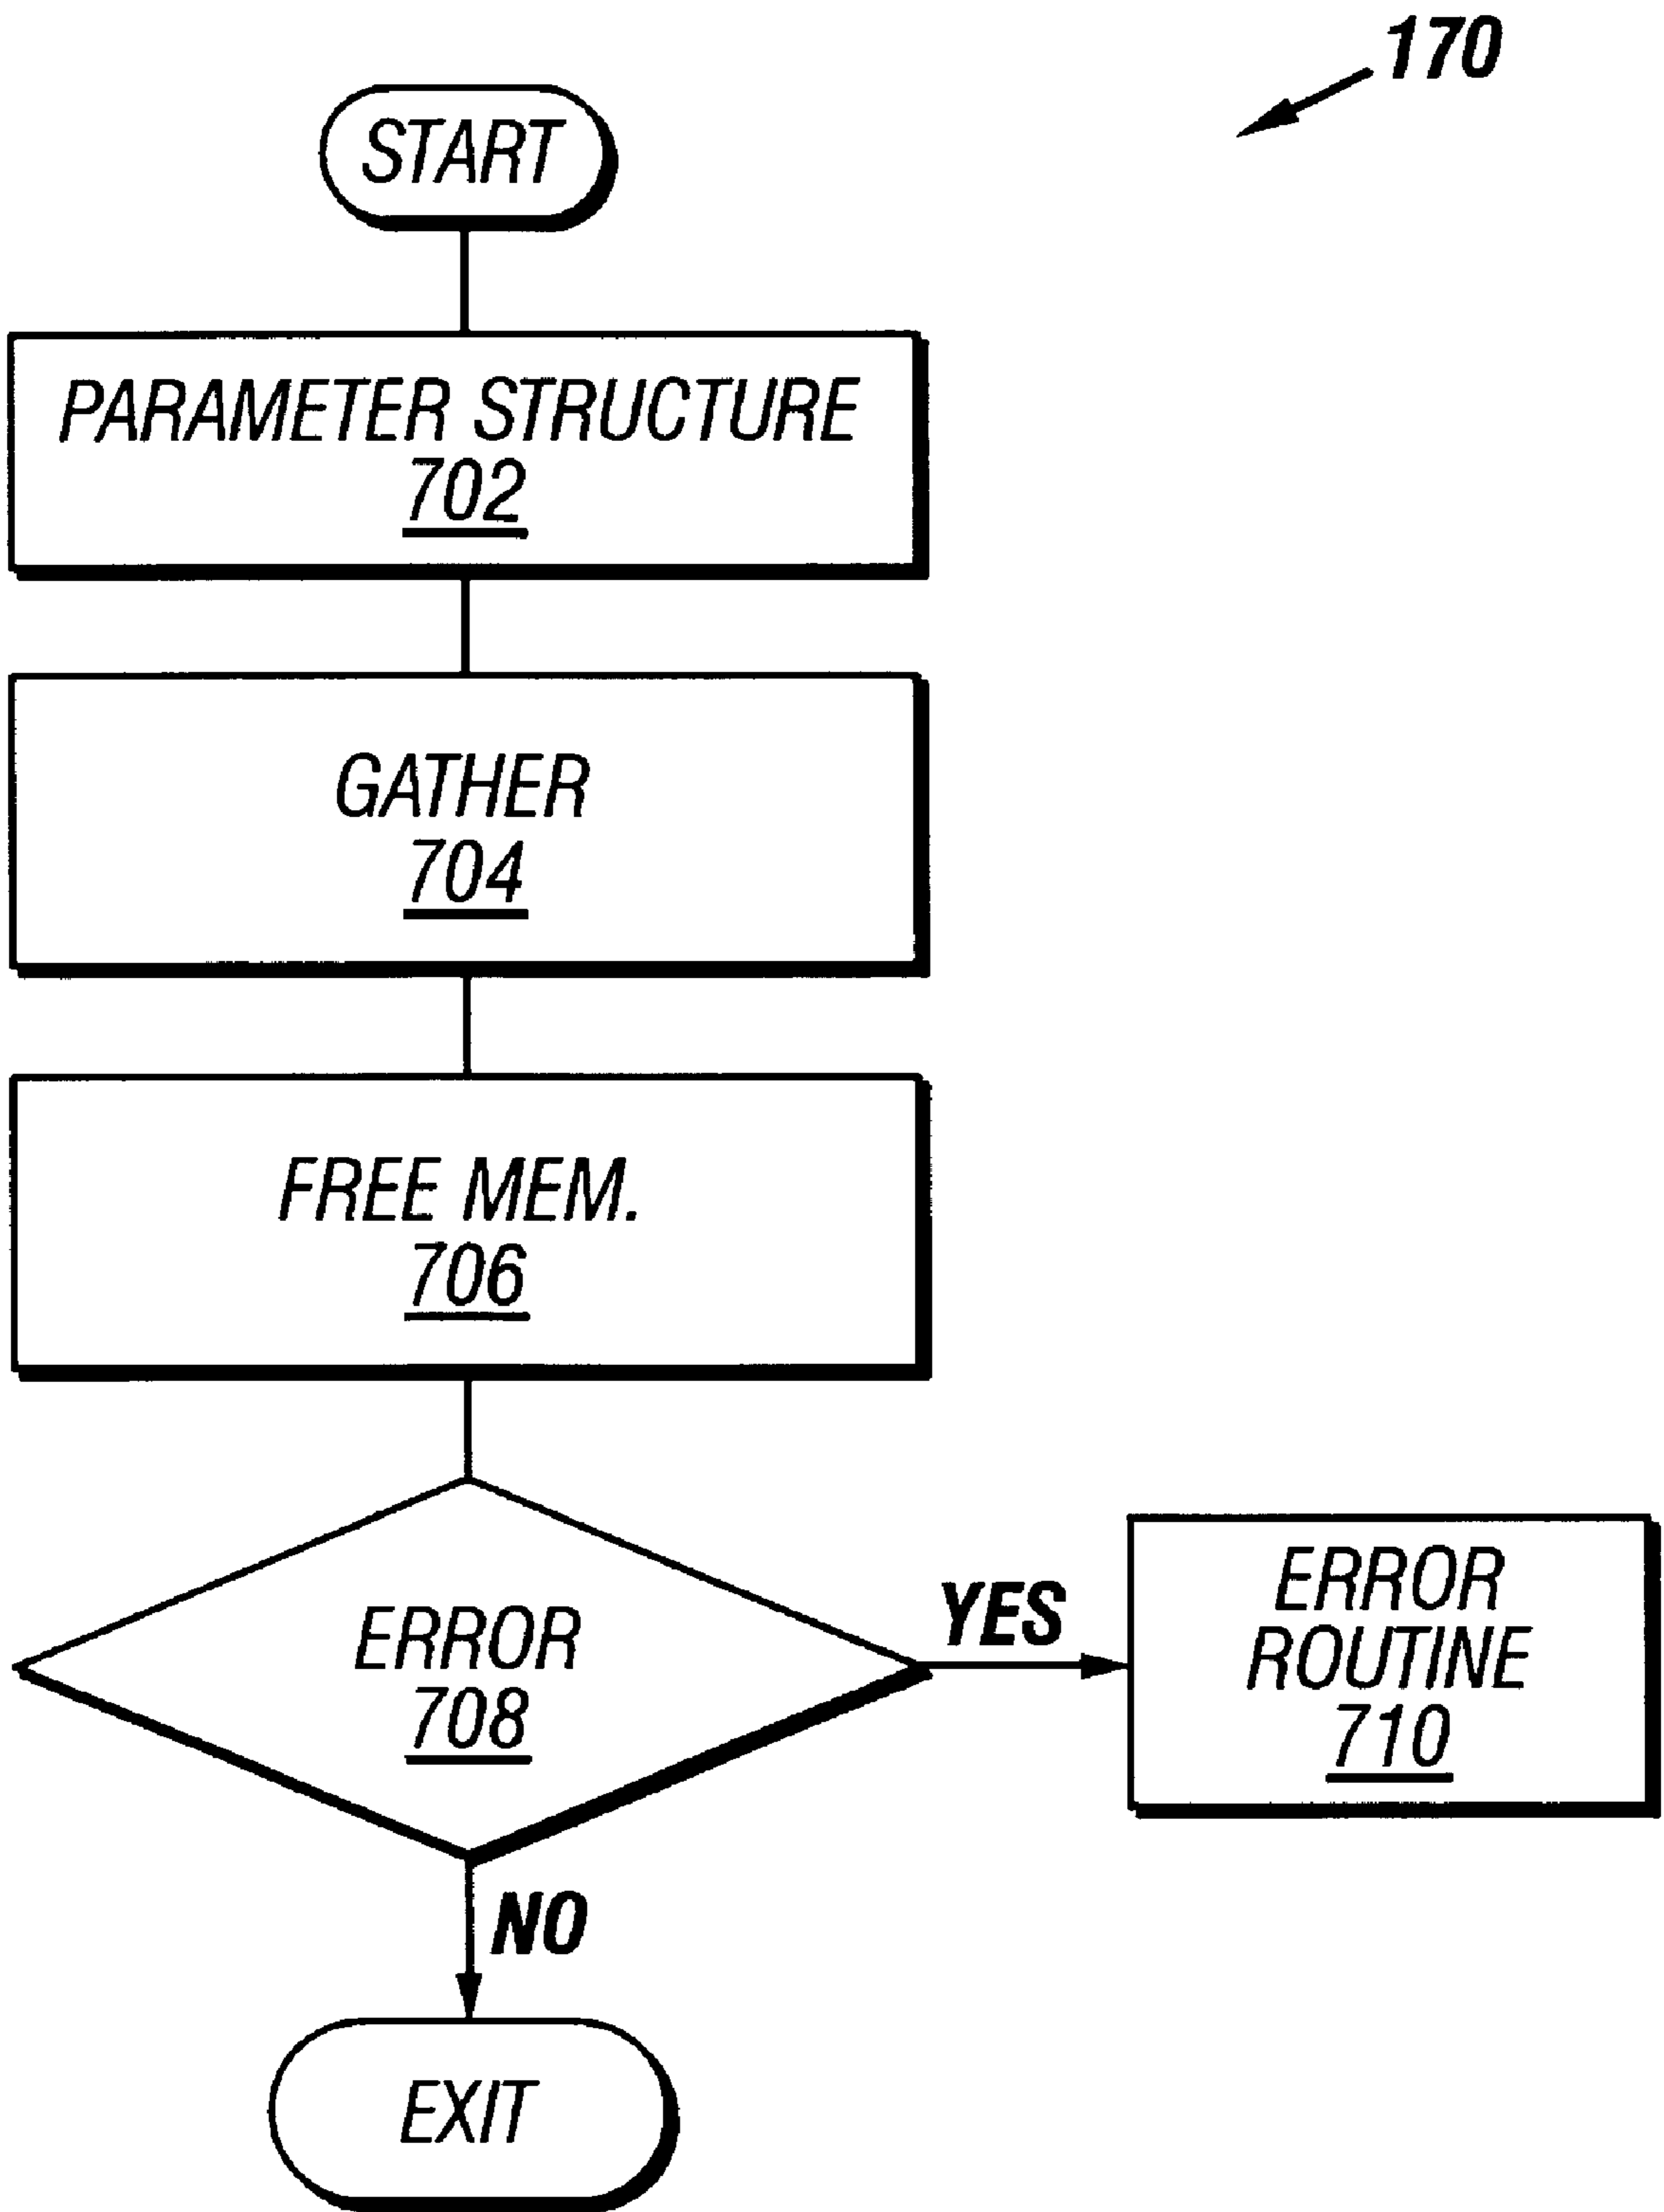 170
START
PARAMETER STRUCTURE
702
GATHER
704
FREE MEM.
706
ERROR
708
YES
ERROR
ROUTINE
710
NO
EXIT